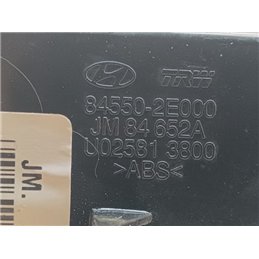 TRW
84550-2E000
JM 84 652A
U02581 3800
>ABS<
JM.